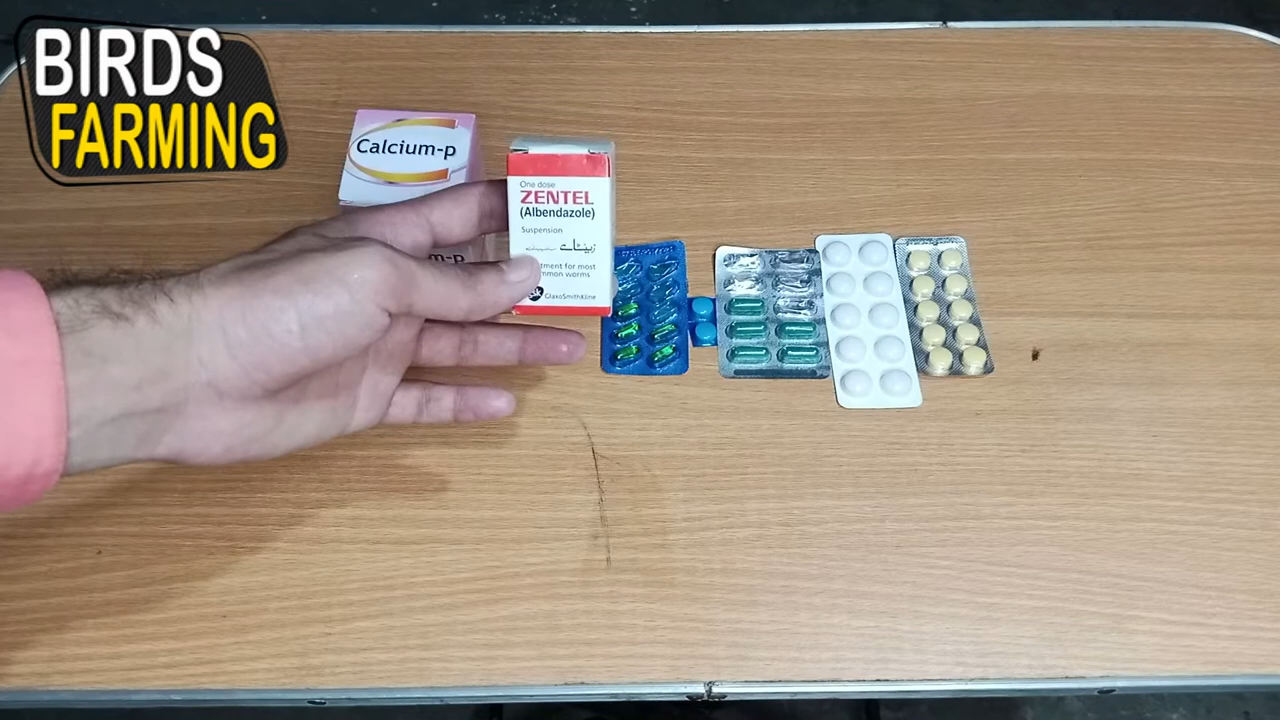 BIRDS
FARMING
Calcium-p
m-p
One dose
ZENTEL
(Albendazole)
Suspension
زینٹل
tment for most
mmon worms
GlaxoSmithKline